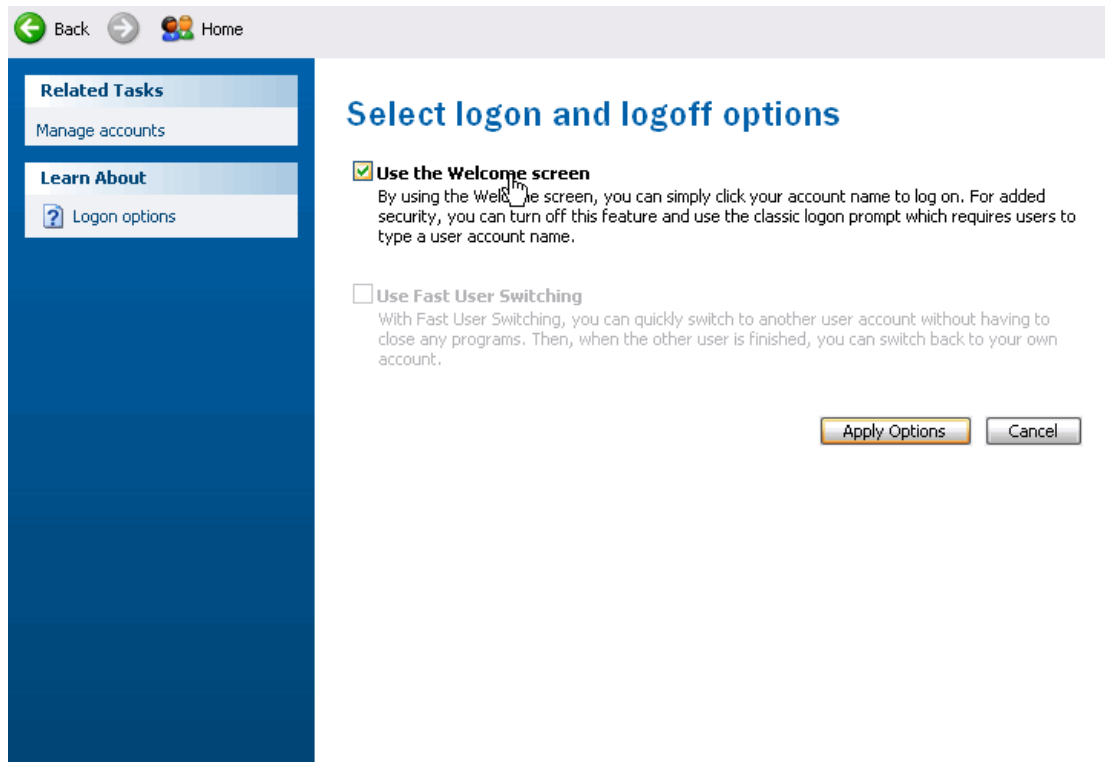 Back Home
Related Tasks
Manage accounts
Learn About
Logon options
Select logon and logoff options
Use the Welcome screen
By using the Welcome screen, you can simply click your account name to log on. For added
security, you can turn off this feature and use the classic logon prompt which requires users to
type a user account name.
Use Fast User Switching
With Fast User Switching, you can quickly switch to another user account without having to
close any programs. Then, when the other user is finished, you can switch back to your own
account.
Apply Options Cancel